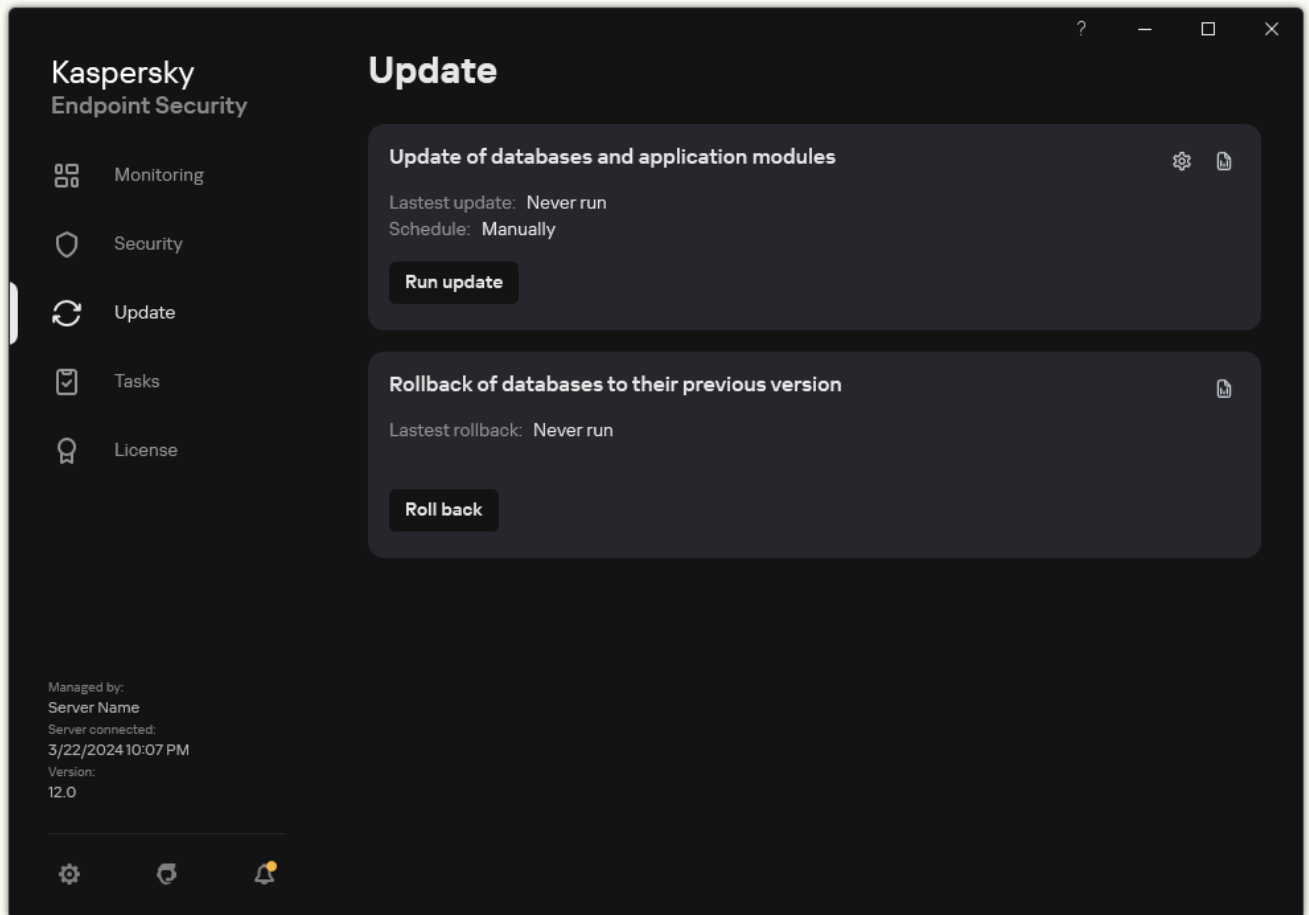 ?
Kaspersky
Endpoint Security
Monitoring
Security
Update
Tasks
License
Managed by:
Server Name
Server connected:
3/22/2024 10:07 PM
Version:
12.0
Update
Update of databases and application modules
Lastest update: Never run
Schedule: Manually
Run update
Rollback of databases to their previous version
Lastest rollback: Never run
Roll back